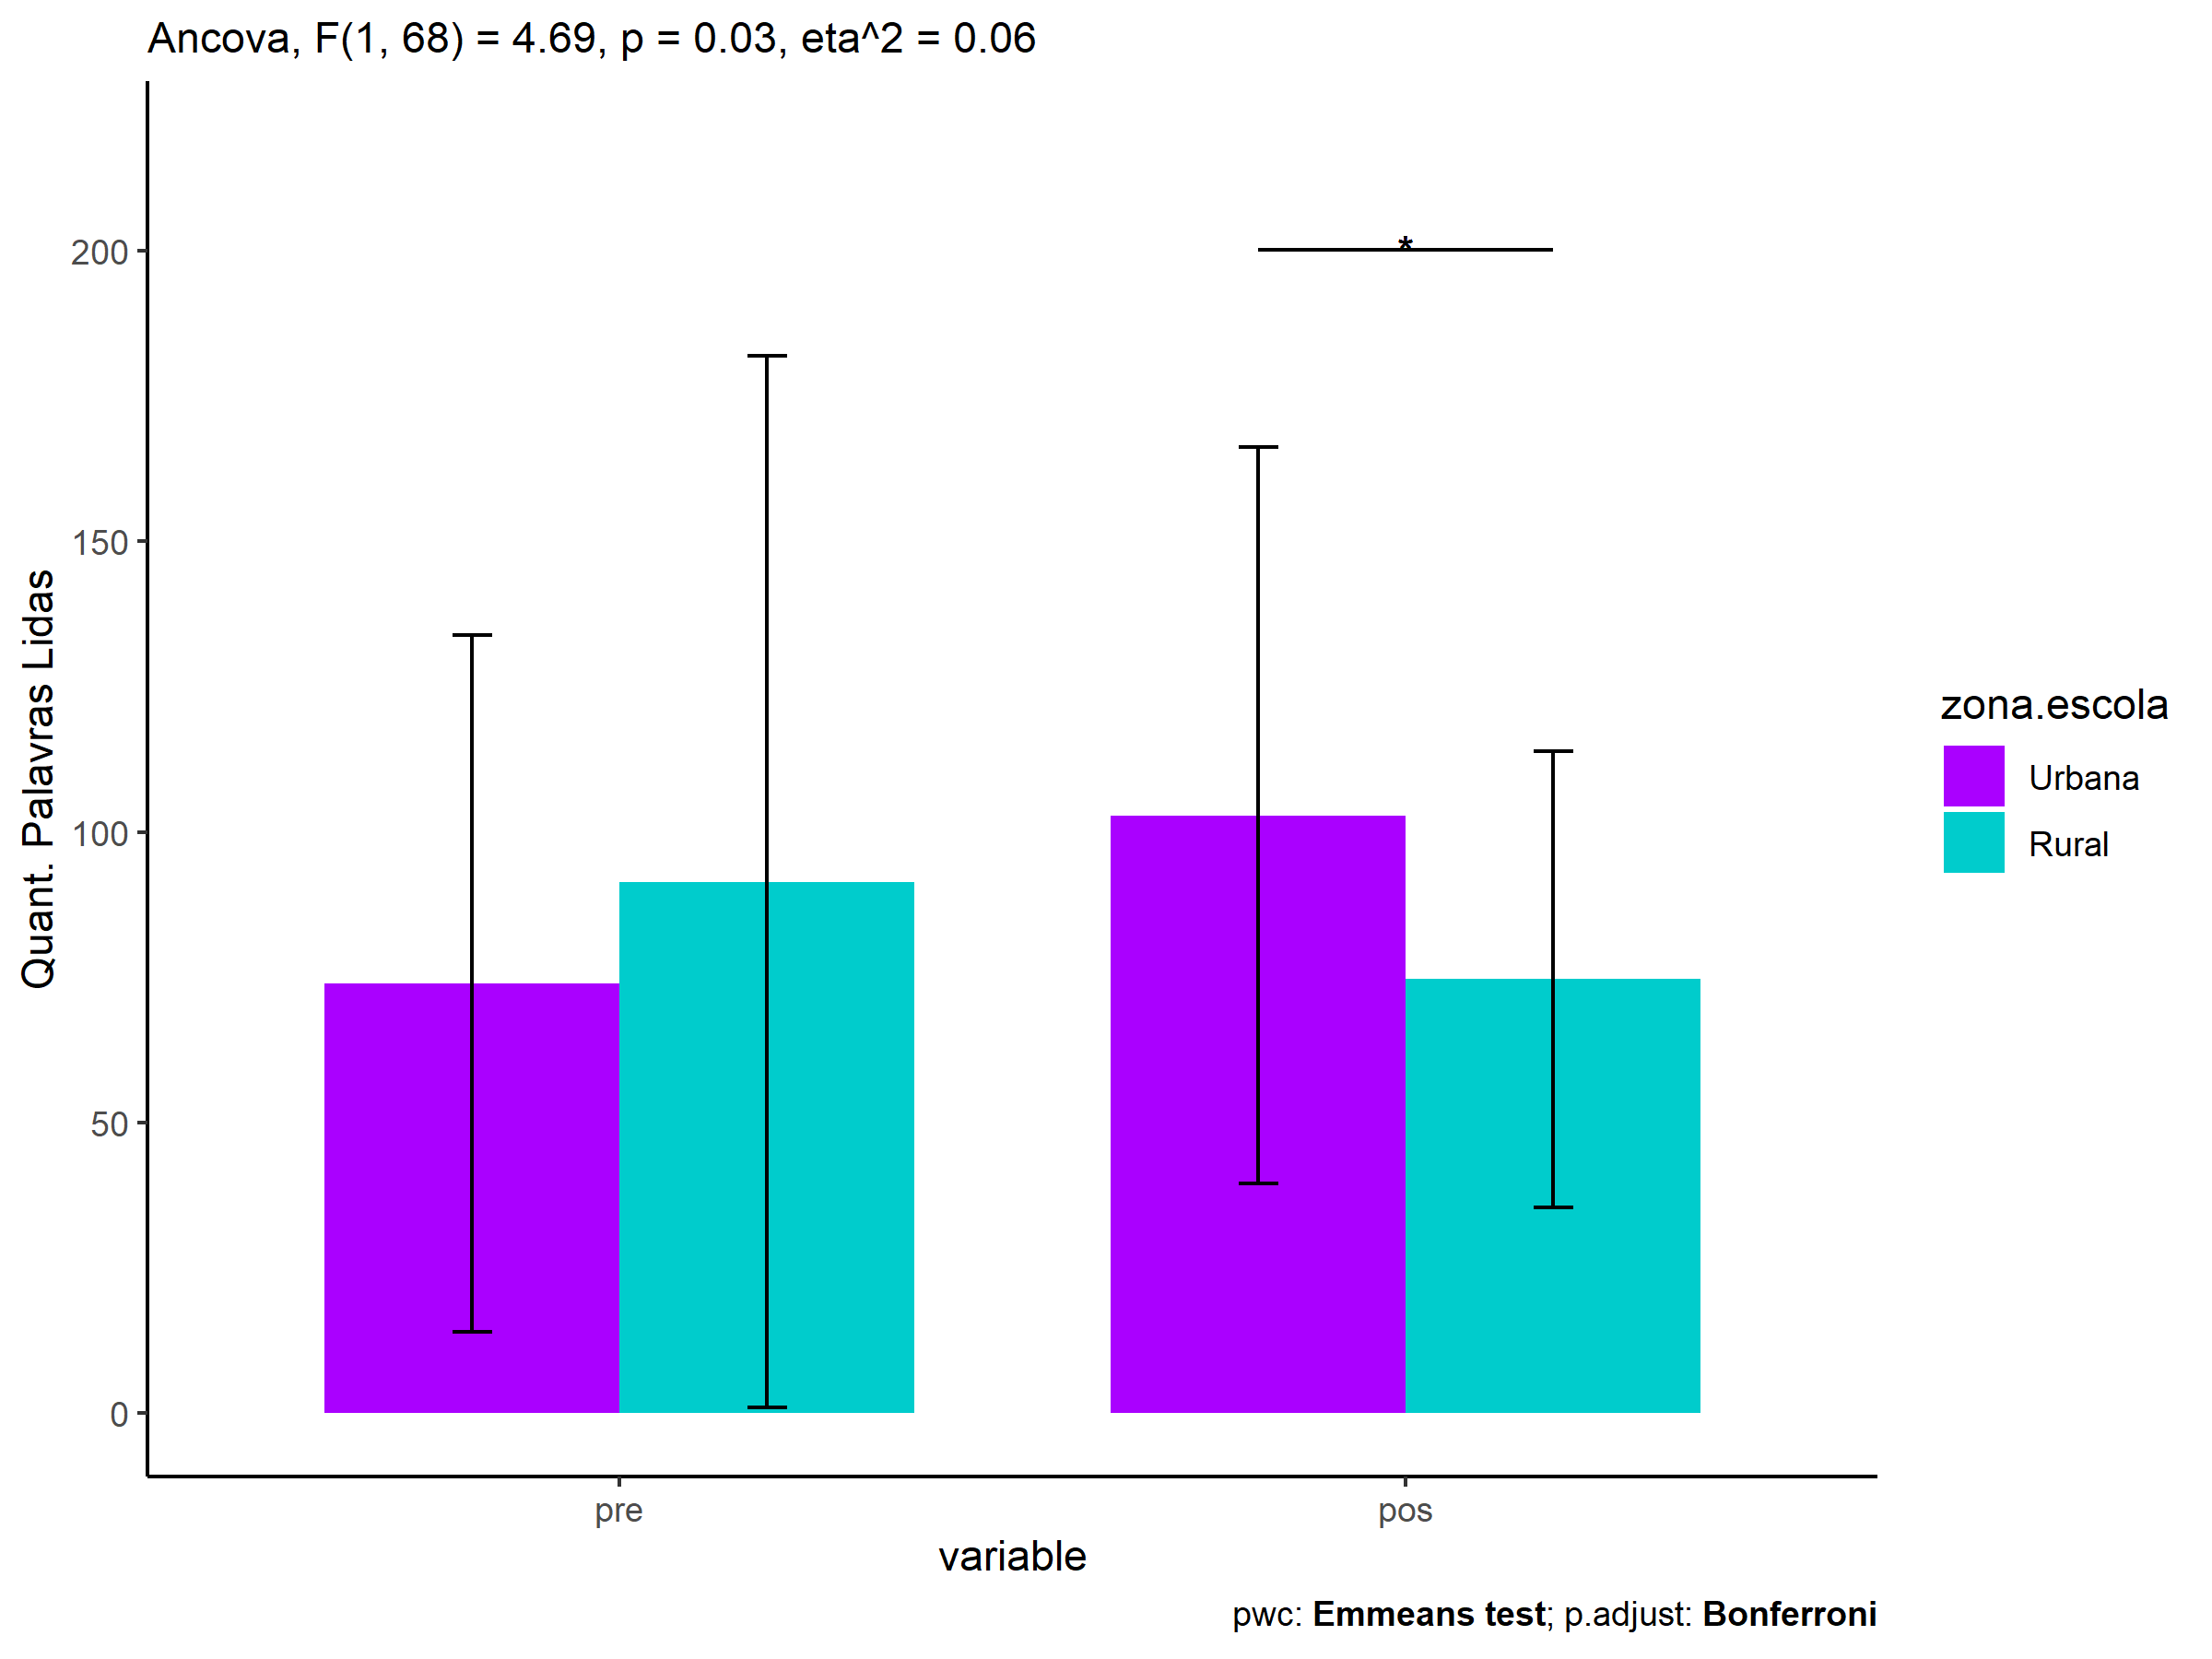 Ancova, F(1, 68) = 4.69, p = 0.03, eta^2 = 0.06
Quant. Palavras Lidas
200
150
100
50
0
*
pre
pos
variable
zona.escola
Urbana
Rural
pwc: Emmeans test; p.adjust: Bonferroni